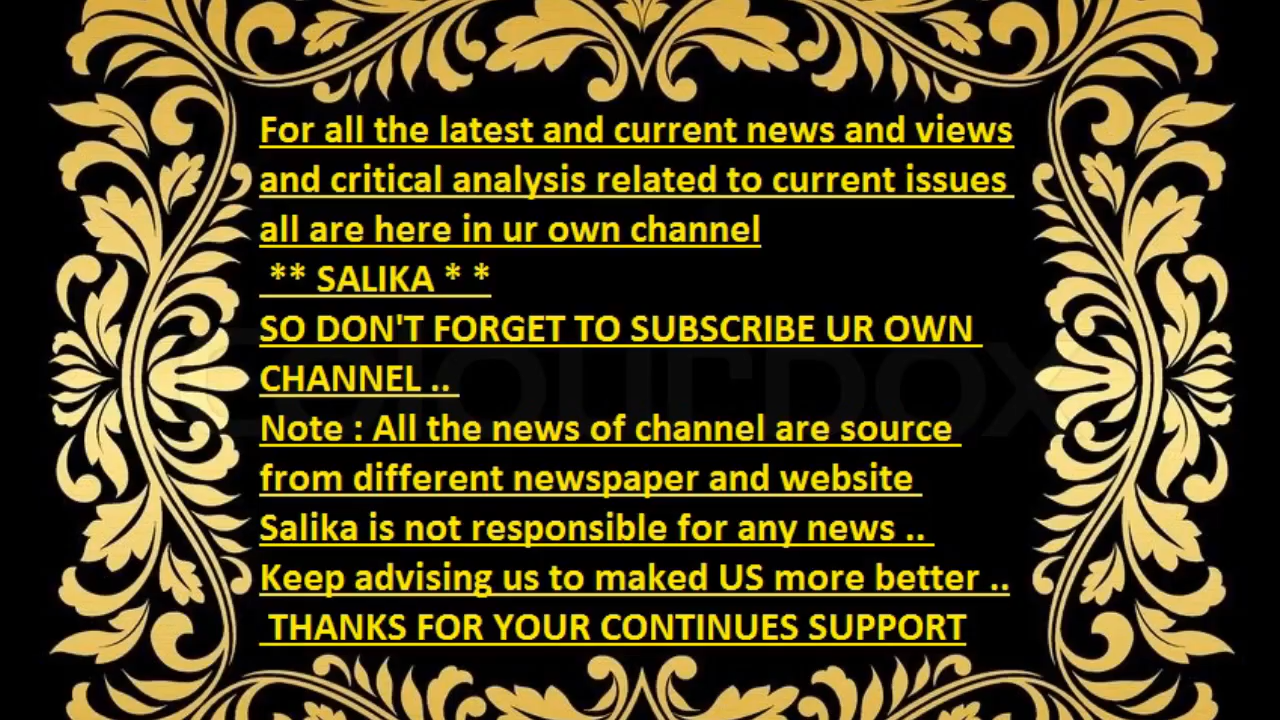 For all the latest and current news and views
and critical analysis related to current issues
all are here in ur own channel
** SALIKA * *
SO DON'T FORGET TO SUBSCRIBE UR OWN
CHANNEL ..
Note : All the news of channel are source
from different newspaper and website
Salika is not responsible for any news ..
Keep advising us to maked US more better ..
THANKS FOR YOUR CONTINUES SUPPORT